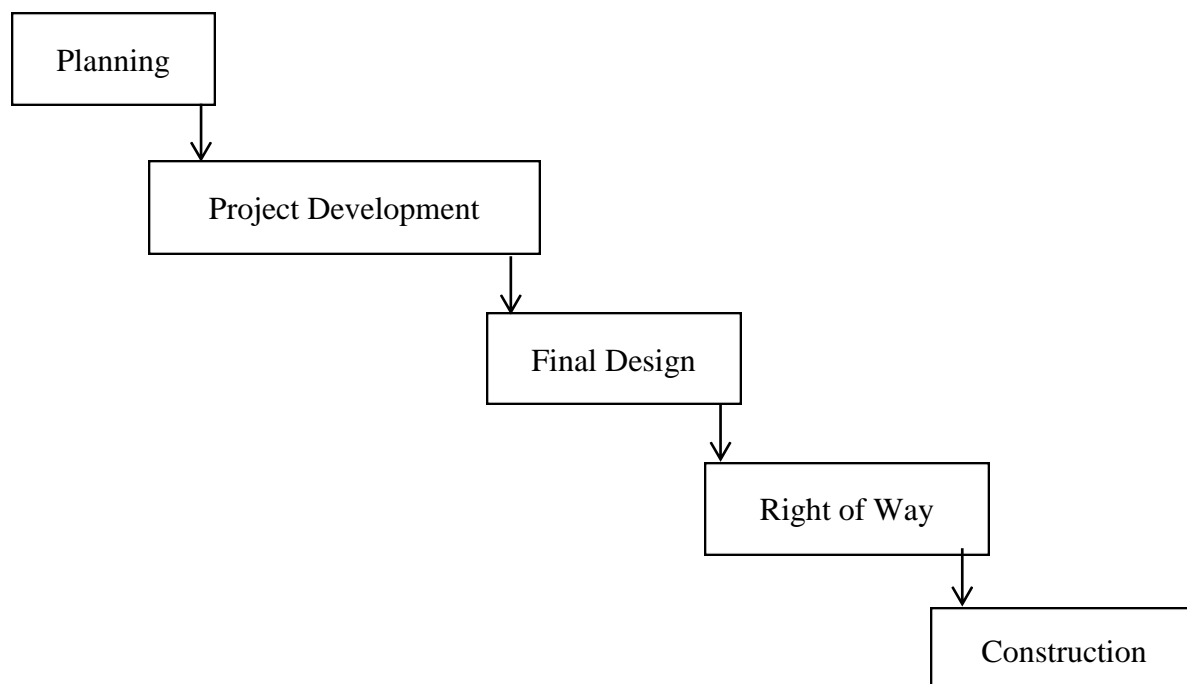 Planning
Project Development
Final Design
Right of Way
Construction